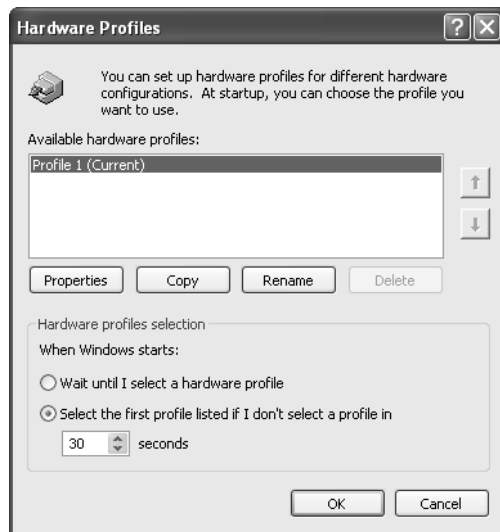 Hardware Profiles
You can set up hardware profiles for different hardware
configurations. At startup, you can choose the profile you
want to use.
Available hardware profiles:
Profile 1 (Current)
Properties Copy Rename Delete
Hardware profiles selection
When Windows starts:
Wait until I select a hardware profile
Select the first profile listed if I don't select a profile in
30 seconds
OK Cancel